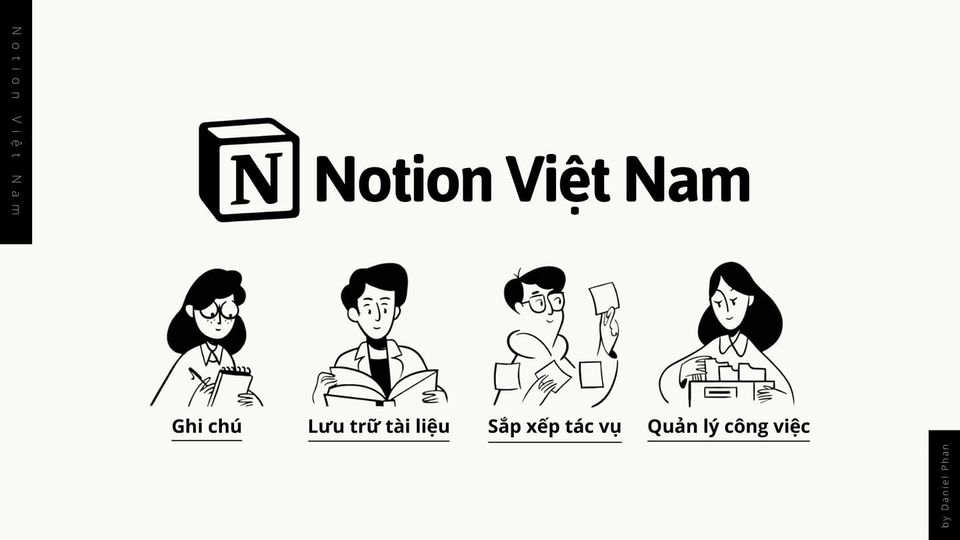 Notion Việt Nam
N
Notion Việt Nam
Ghi chú
Lưu trữ tài liệu
Sắp xếp tác vụ
Quản lý công việc
by Daniel Phan